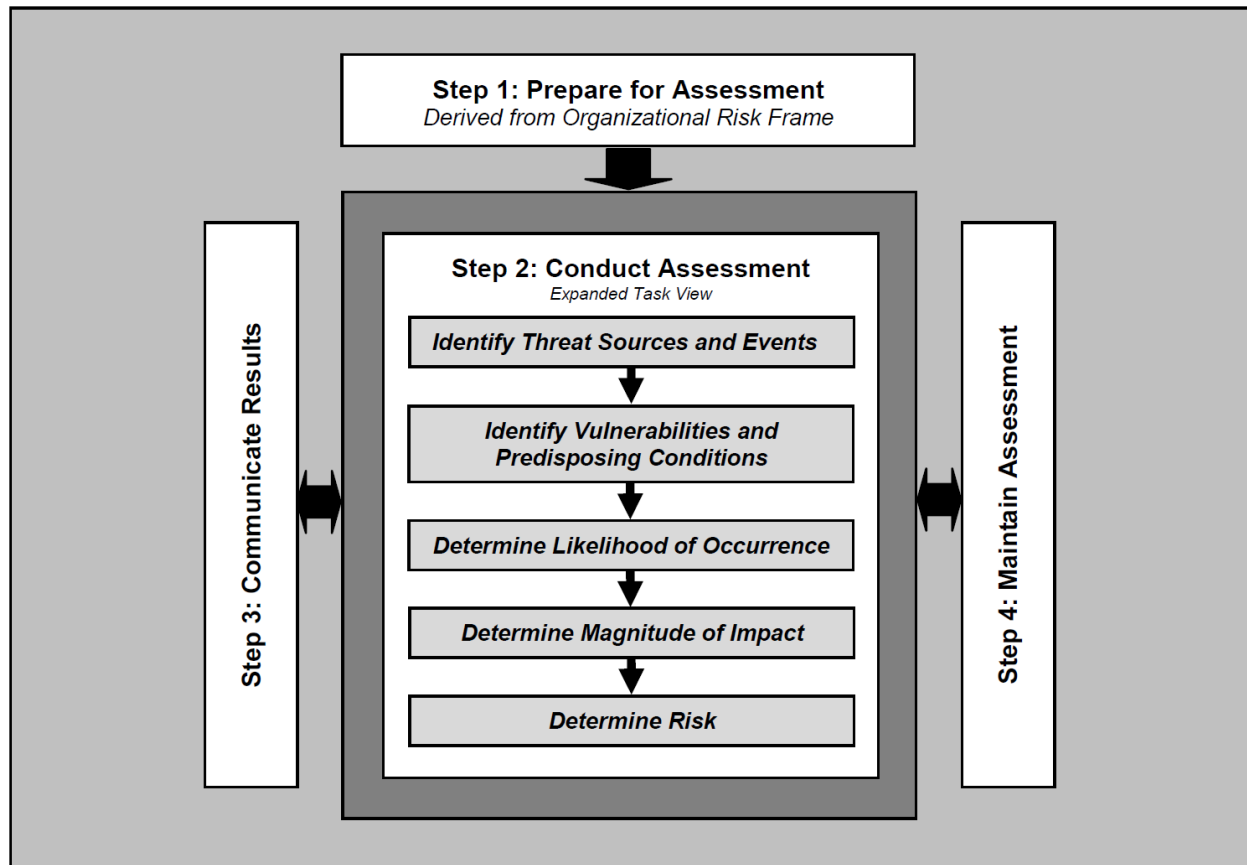 Step 1: Prepare for Assessment
Derived from Organizational Risk Frame
Step 2: Conduct Assessment
Expanded Task View
Identify Threat Sources and Events
Identify Vulnerabilities and
Predisposing Conditions
Determine Likelihood of Occurrence
Determine Magnitude of Impact
Determine Risk
Step 3: Communicate Results
Step 4: Maintain Assessment